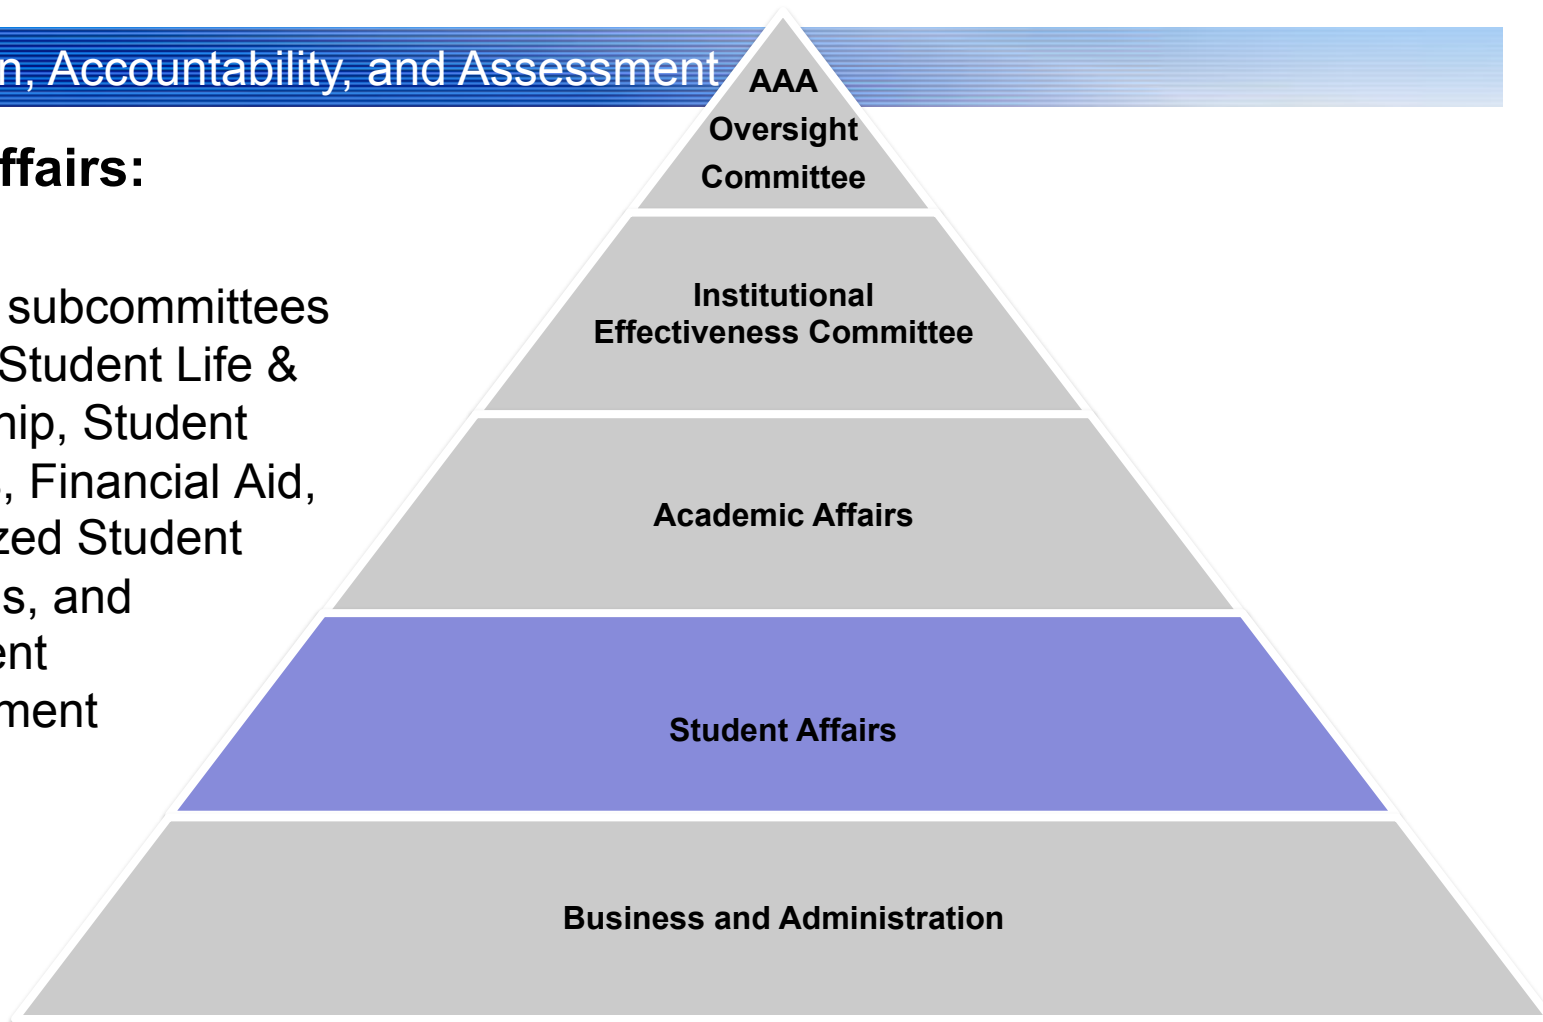 n, Accountability, and Assessment
ffairs:
subcommittees
Student Life &
hip, Student
, Financial Aid,
zed Student
s, and
ent
ment
AAA
Oversight
Committee
Institutional
Effectiveness Committee
Academic Affairs
Student Affairs
Business and Administration